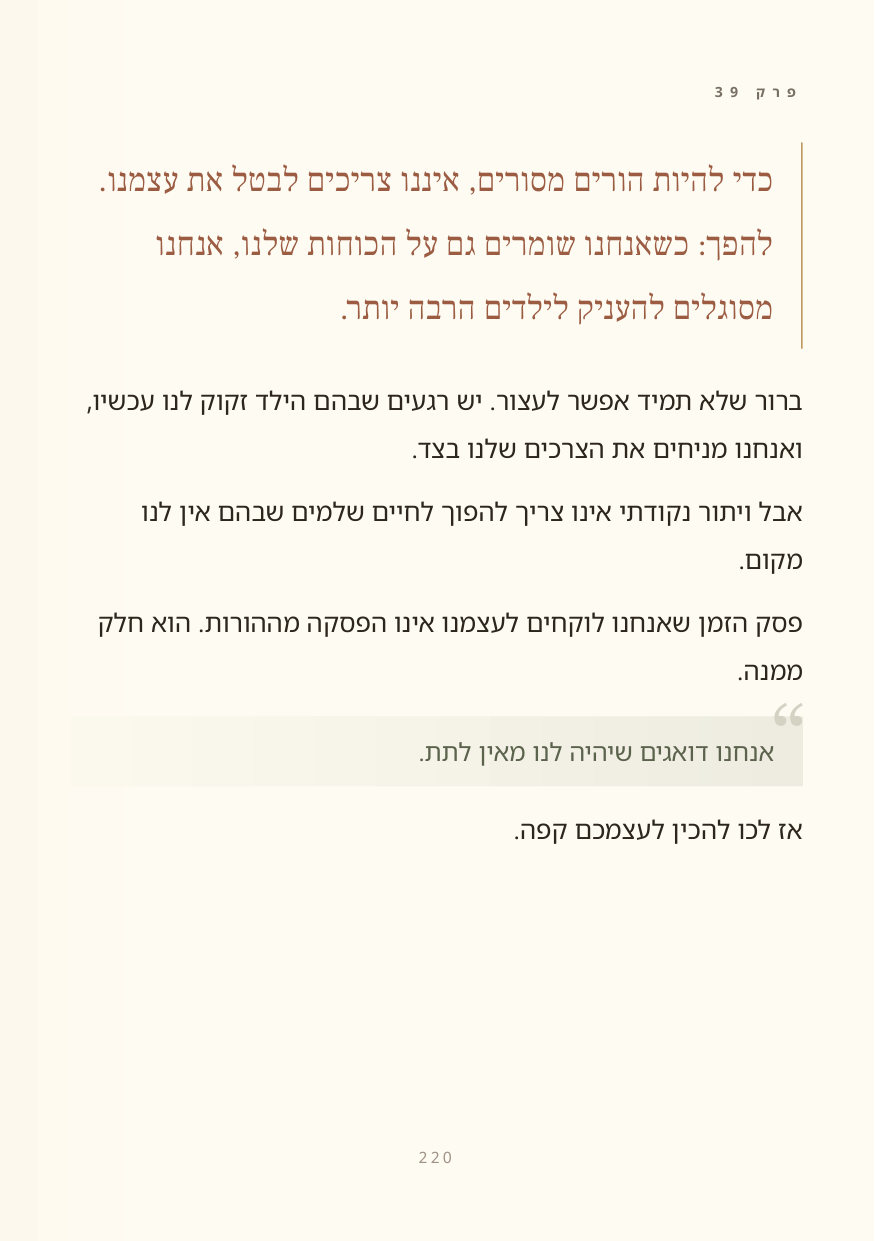 פרק 39
כדי להיות הורים מסורים, איננו צריכים לבטל את עצמנו.
להפך: כשאנחנו שומרים גם על הכוחות שלנו, אנחנו
מסוגלים להעניק לילדים הרבה יותר.
ברור שלא תמיד אפשר לעצור. יש רגעים שבהם הילד זקוק לנו עכשיו,
ואנחנו מניחים את הצרכים שלנו בצד.
אבל ויתור נקודתי אינו צריך להפוך לחיים שלמים שבהם אין לנו
מקום.
פסק הזמן שאנחנו לוקחים לעצמנו אינו הפסקה מההורות. הוא חלק
ממנה.
“
אנחנו דואגים שיהיה לנו מאין לתת.
אז לכו להכין לעצמכם קפה.
220